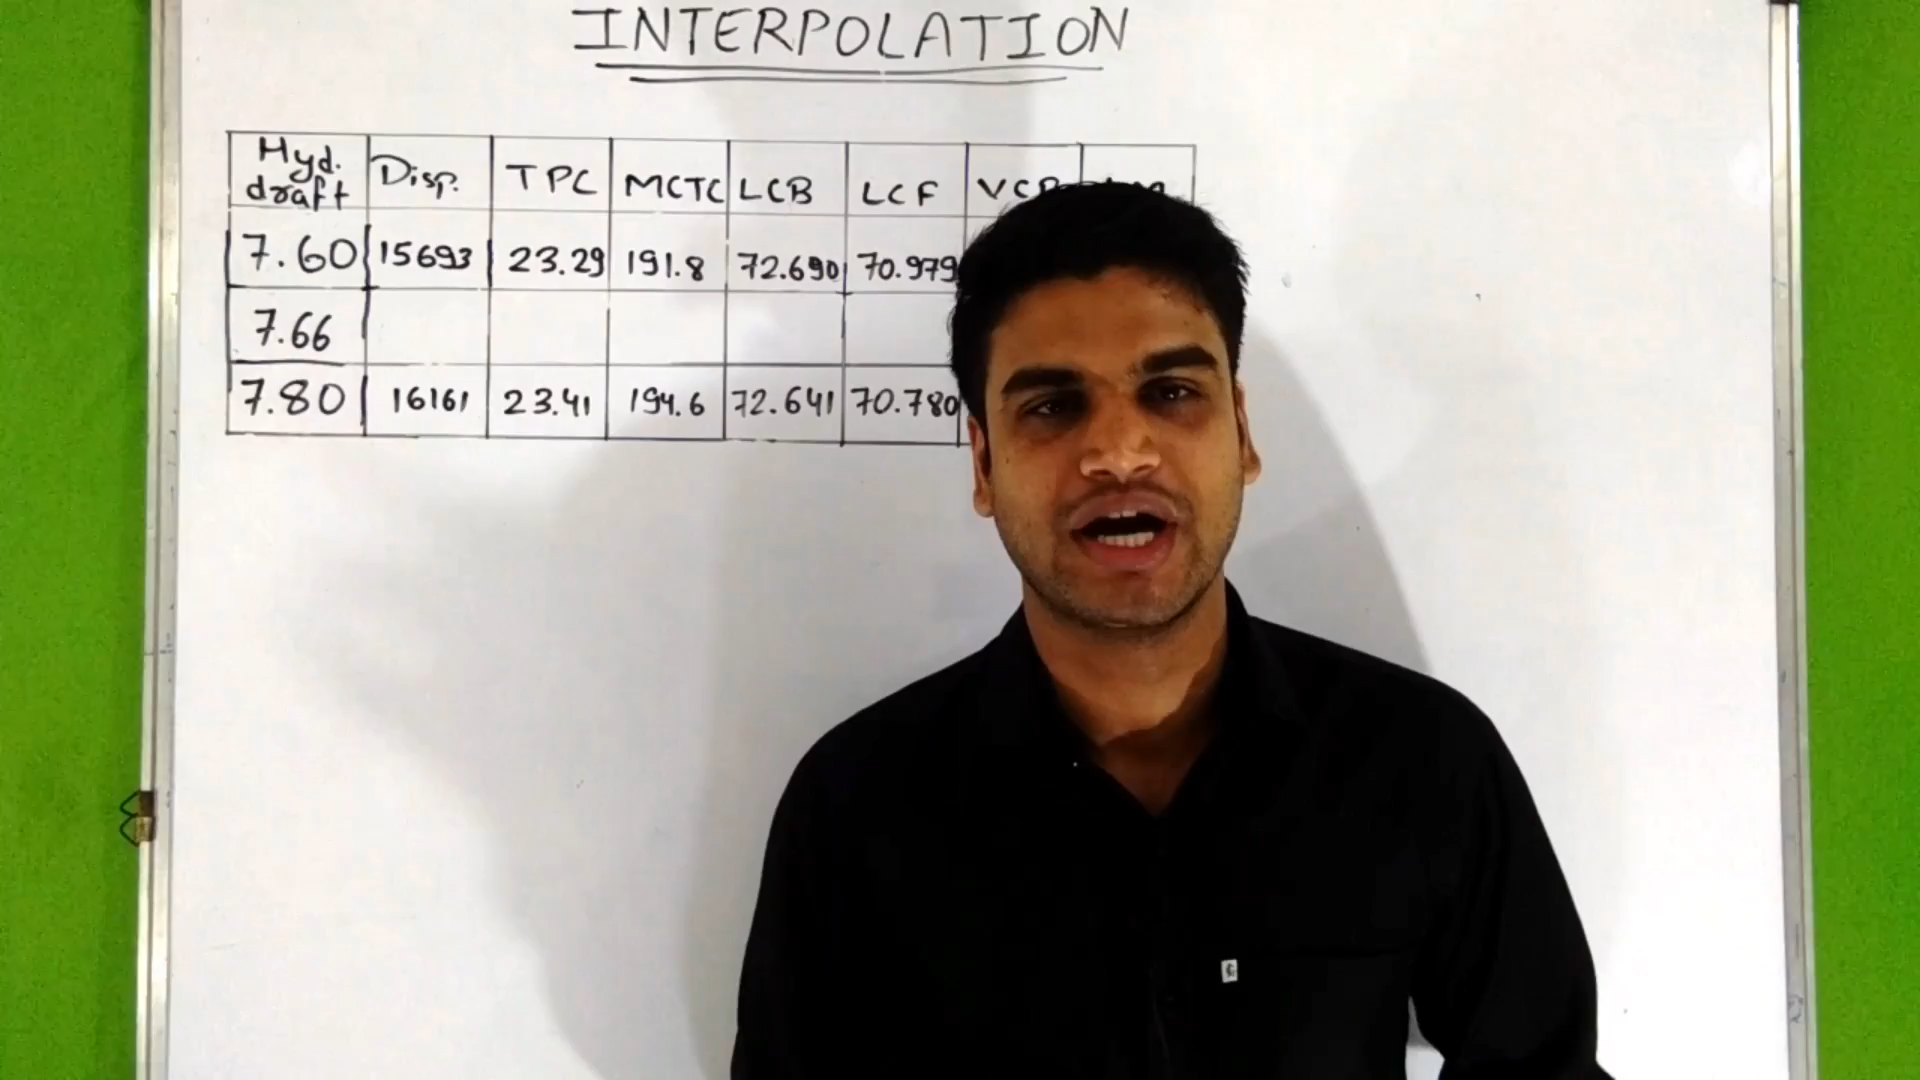 INTERPOLATION
Hyd. draft Disp. TPC MCTC LCB LCF
7.60 15693 23.29 191.8 72.690 70.979
7.66
7.80 16161 23.41 194.6 72.641 70.780